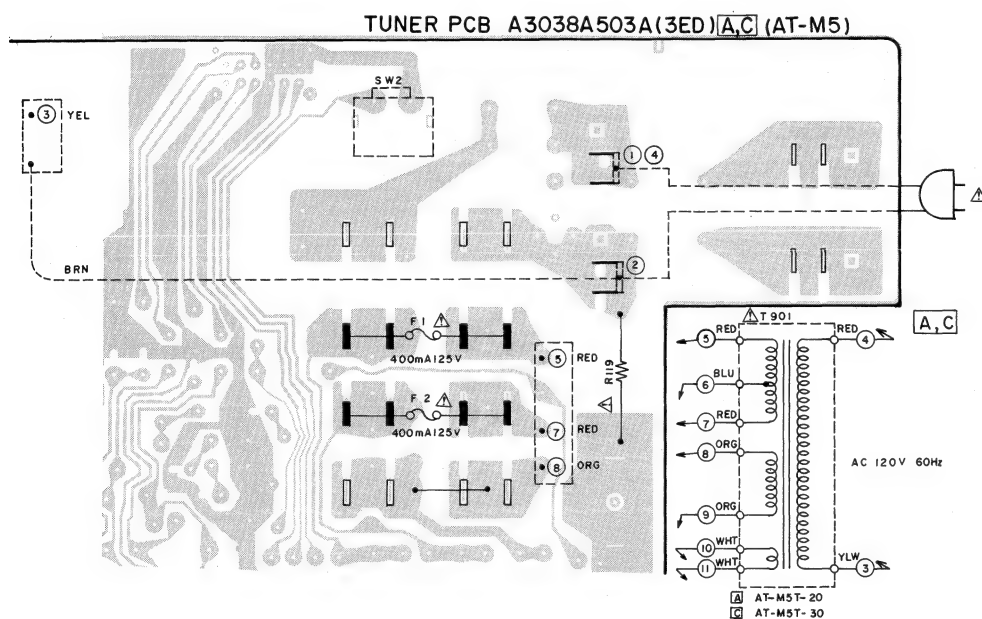 TUNER PCB A3038A503A(3ED) A,C (AT-M5)
SW2
3 YEL
1 4
⚠
BRN
2
A,C
F1 ⚠
400mA125V
F2 ⚠
400mA125V
5 RED
7 RED
8 ORG
R119
⚠
⚠ T901
RED
5
RED
4
BLU
6
RED
7
ORG
8
AC 120V 60Hz
ORG
9
10 WHT
11 WHT
YLW
3
A AT-M5T-20
C AT-M5T-30